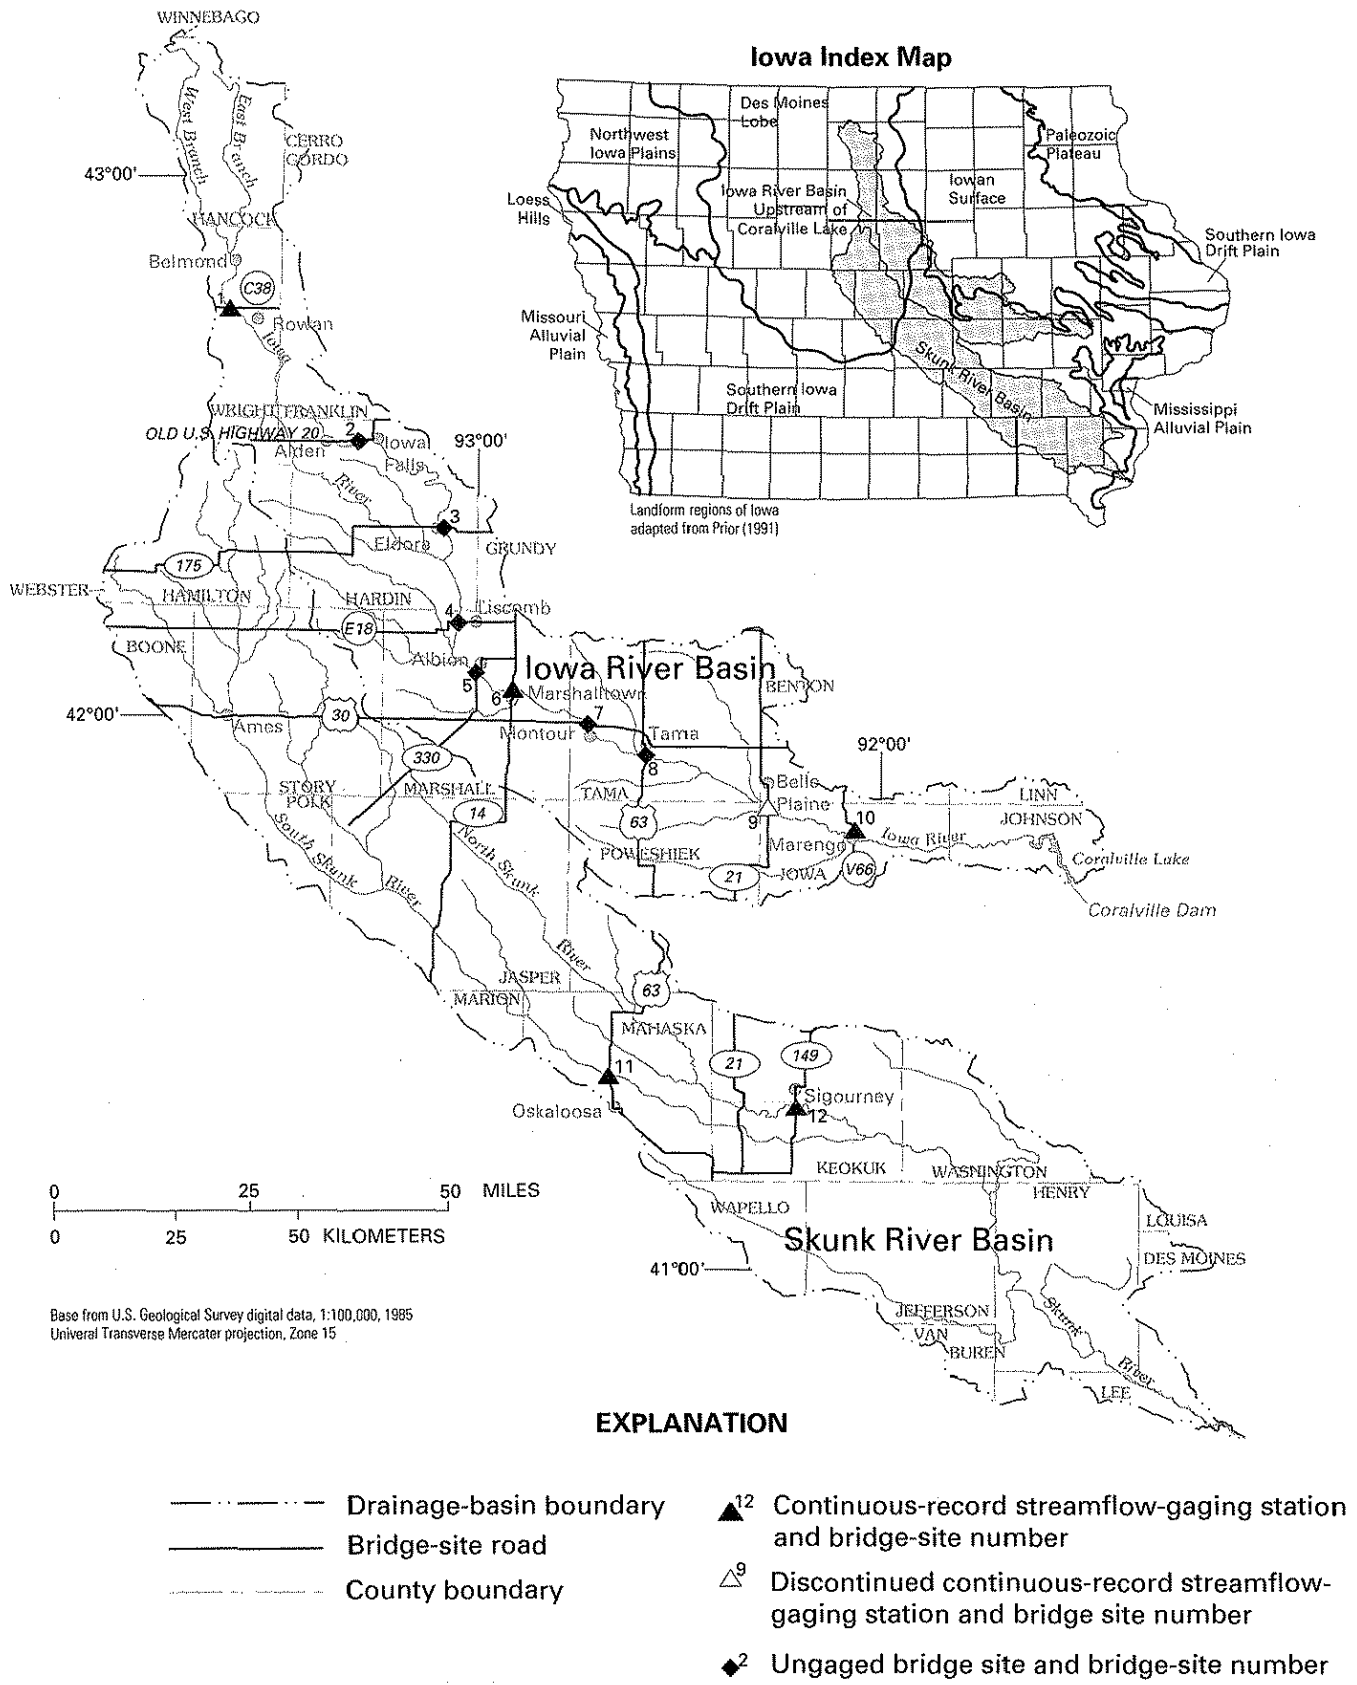 WINNEBAGO
Iowa Index Map
Des Moines
Lobe
Northwest
Iowa Plains
Paleozoic
Plateau
Iowa River Basin
Upstream of
Coralville Lake
Iowan
Surface
Loess
Hills
Southern Iowa
Drift Plain
Missouri
Alluvial
Plain
Skunk River Basin
Southern Iowa
Drift Plain
Mississippi
Alluvial Plain
Landform regions of Iowa
adapted from Prior (1991)
West Branch
East Branch
CERRO
GORDO
43°00'
HANCOCK
Belmond
C38
1
Rowan
Iowa
WRIGHT
FRANKLIN
OLD U.S. HIGHWAY 20
2
Alden
Iowa
Falls
93°00'
River
3
Eldora
GRUNDY
175
WEBSTER
HAMILTON
HARDIN
4
Liscomb
E18
BOONE
Albion
Iowa River Basin
5
6
Marshalltown
BENTON
42°00'
Ames
30
7
Montour
Tama
92°00'
330
8
STORY
POLK
MARSHALL
TAMA
Belle
Plaine
LINN
14
63
9
10
JOHNSON
South Skunk
River
North Skunk
River
Marengo
Iowa River
POWESHIEK
21
IOWA
V66
Coralville Lake
Coralville Dam
JASPER
MARION
63
MAHASKA
11
21
149
Oskaloosa
Sigourney
12
KEOKUK
WASHINGTON
HENRY
0
25
50 MILES
0
25
50 KILOMETERS
WAPELLO
LOUISA
Skunk River Basin
DES MOINES
41°00'
JEFFERSON
VAN
BUREN
Skunk
River
LEE
Base from U.S. Geological Survey digital data, 1:100,000, 1985
Univeral Transverse Mercater projection, Zone 15
EXPLANATION
Drainage-basin boundary
Bridge-site road
County boundary
12 Continuous-record streamflow-gaging station
and bridge-site number
9 Discontinued continuous-record streamflow-
gaging station and bridge site number
2 Ungaged bridge site and bridge-site number